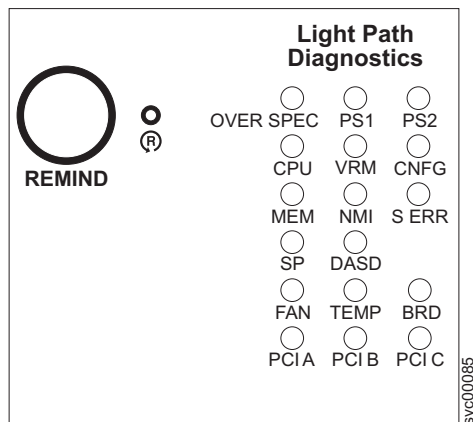 Light Path
Diagnostics
OVER SPEC PS1 PS2
R
REMIND
CPU VRM CNFG
MEM NMI S ERR
SP DASD
FAN TEMP BRD
PCI A PCI B PCI C
svc00085